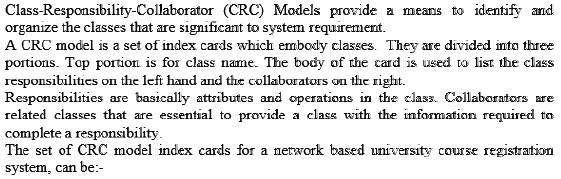 Class-Responsibility-Collaborator (CRC) Models provide a means to identify and
organize the classes that are significant to system requirement.
A CRC model is a set of index cards which embody classes. They are divided into three
portions. Top portion is for class name. The body of the card is used to list the class
responsibilities on the left hand and the collaborators on the right.
Responsibilities are basically attributes and operations in the class. Collaborators are
related classes that are essential to provide a class with the information required to
complete a responsibility.
The set of CRC model index cards for a network based university course registration
system, can be:-